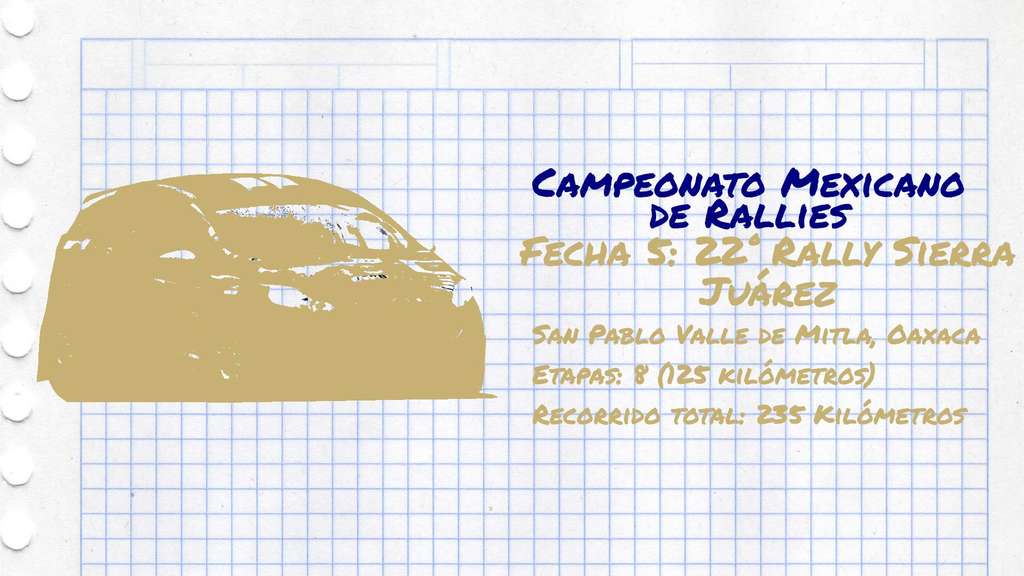 Campeonato Mexicano
de Rallies
Fecha 5: 22° Rally Sierra
Juárez
San Pablo Valle de Mitla, Oaxaca
Etapas: 8 (125 kilómetros)
Recorrido total: 235 Kilómetros